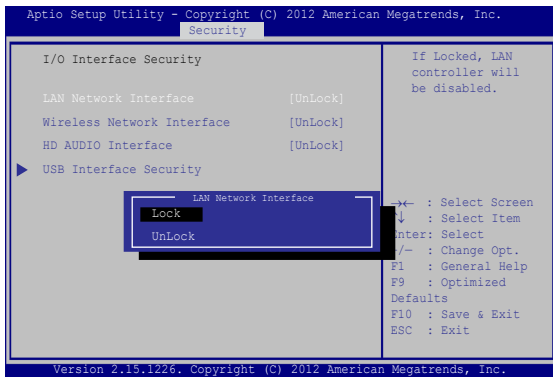 Aptio Setup Utility - Copyright (C) 2012 American Megatrends, Inc.
Security
I/O Interface Security
LAN Network Interface [UnLock]
Wireless Network Interface [UnLock]
HD AUDIO Interface [UnLock]
USB Interface Security
LAN Network Interface
Lock
UnLock
If Locked, LAN
controller will
be disabled.
→← : Select Screen
↑↓ : Select Item
Enter: Select
+/— : Change Opt.
F1 : General Help
F9 : Optimized
Defaults
F10 : Save & Exit
ESC : Exit
Version 2.15.1226. Copyright (C) 2012 American Megatrends, Inc.